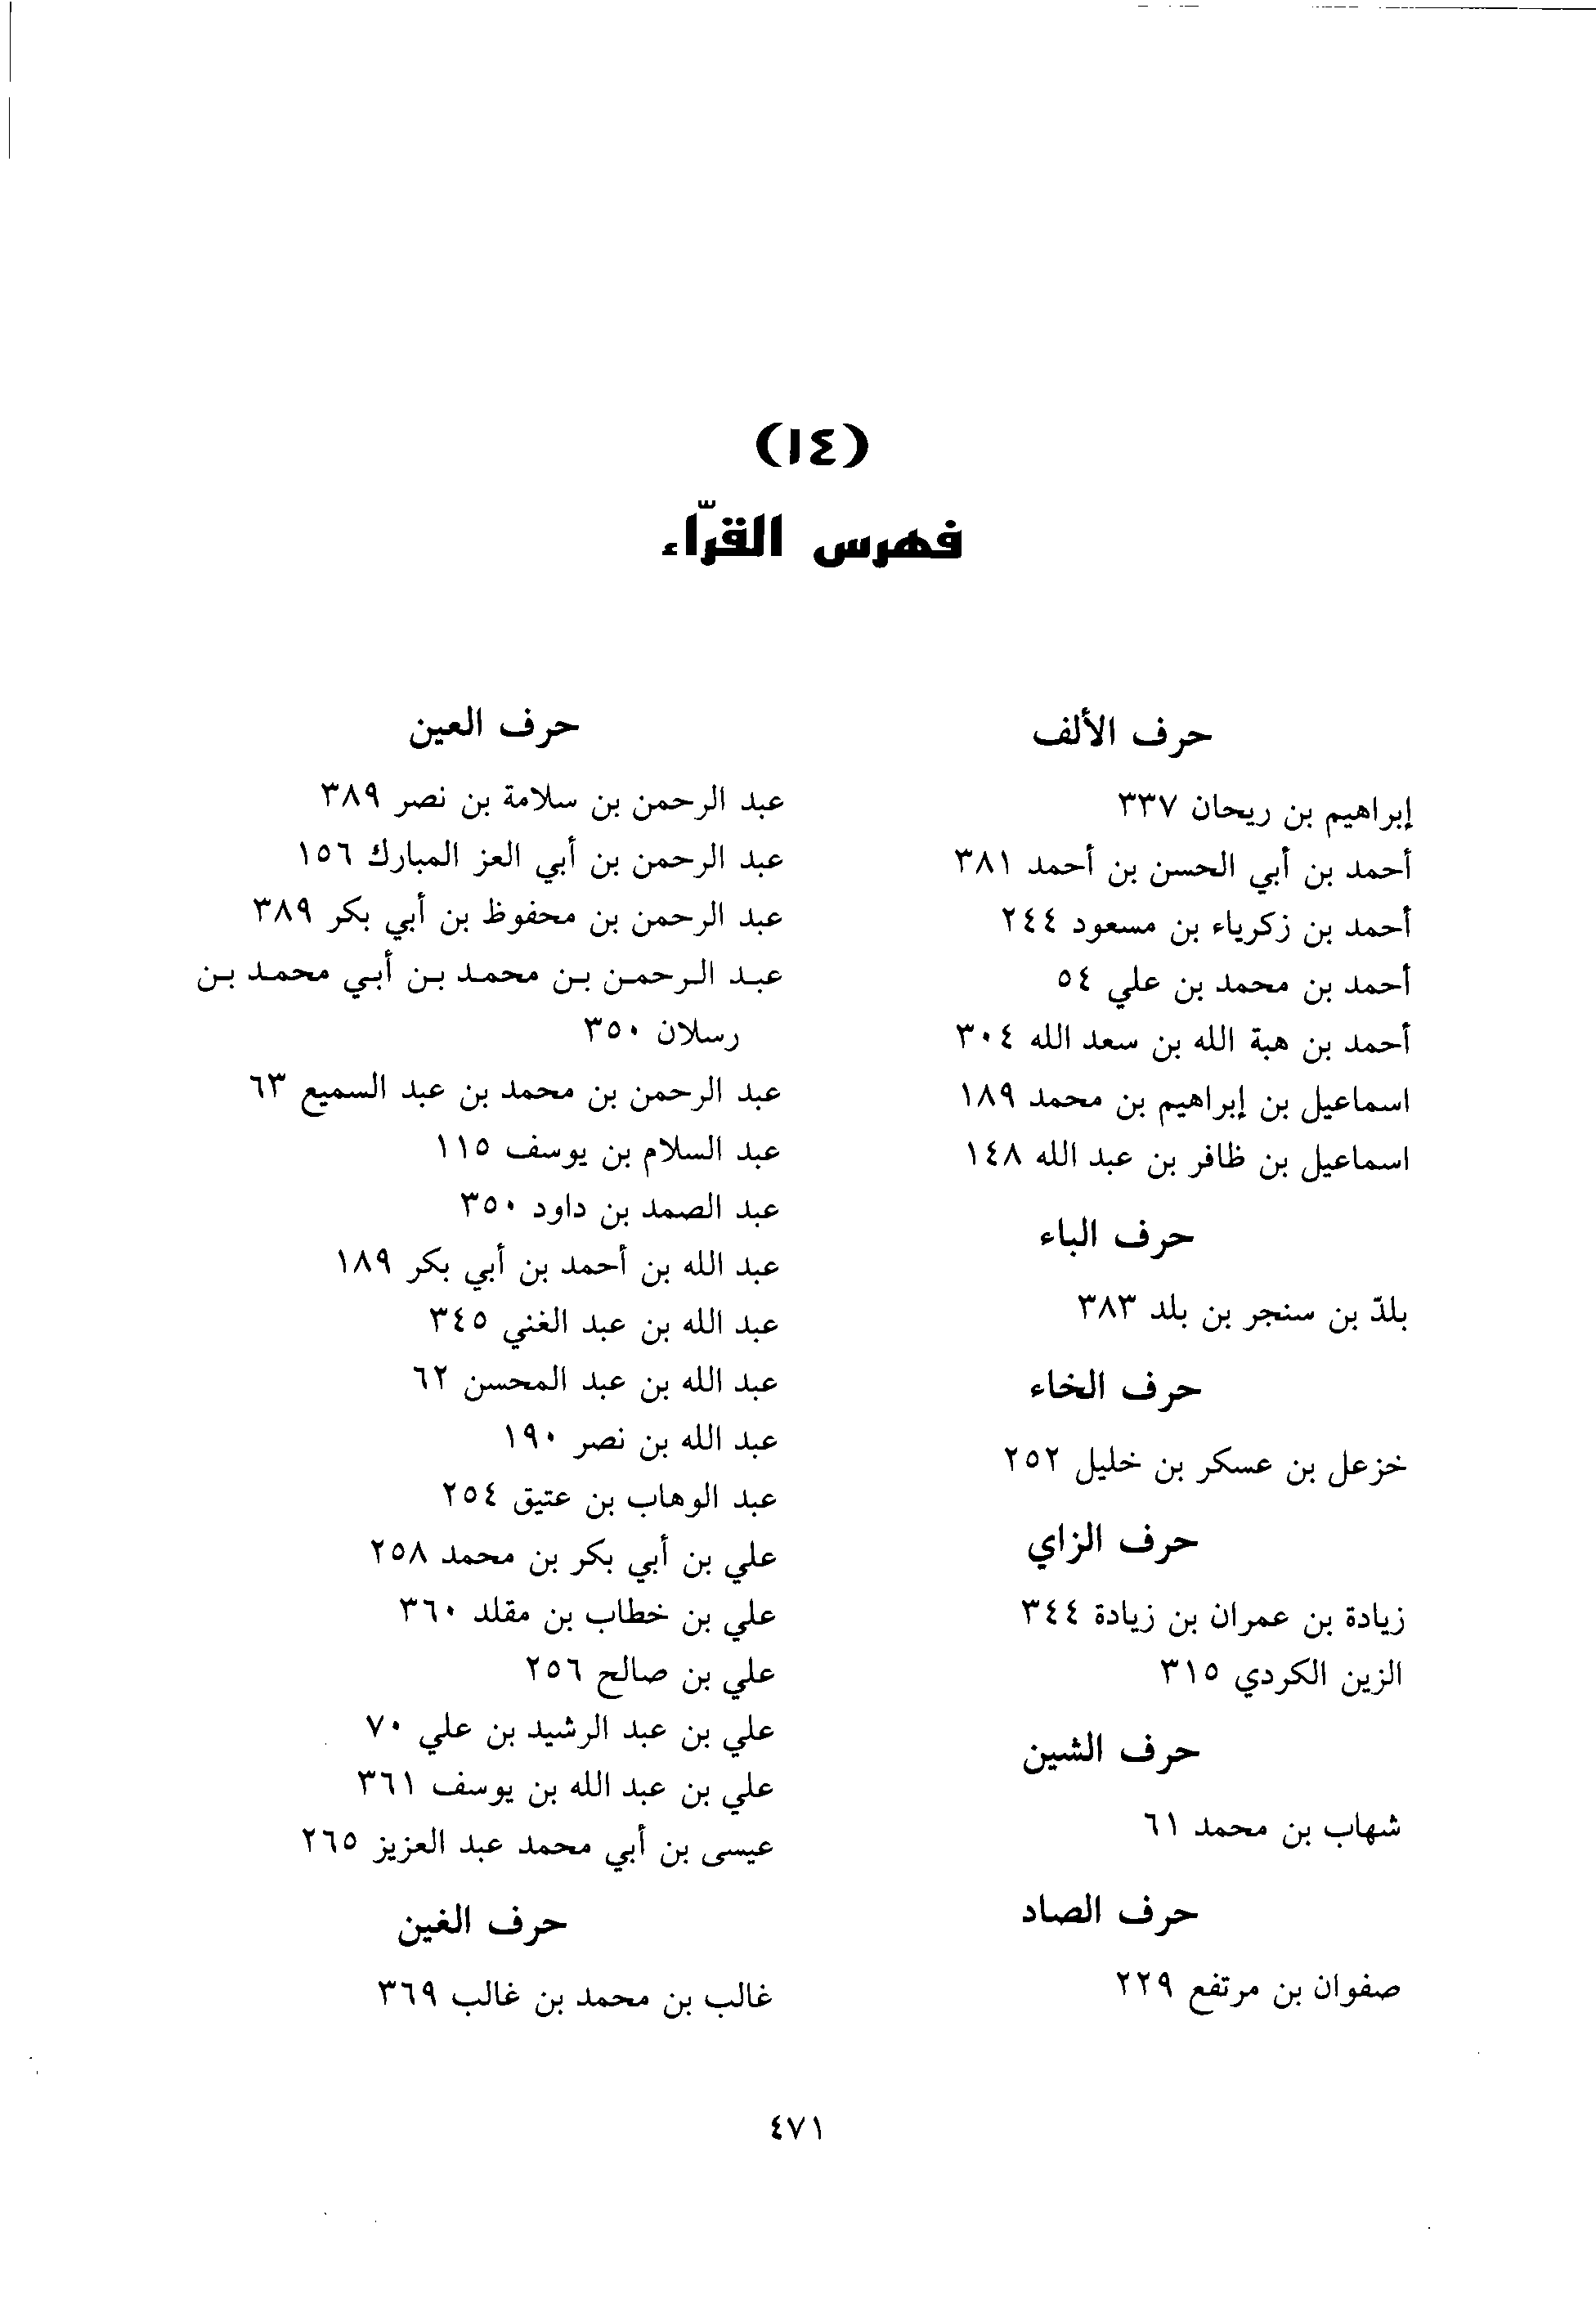 (١٤)
فهرس القرّاء
حرف الألف
إبراهيم بن ريحان ٣٣٧
أحمد بن أبي الحسن بن أحمد ٣٨١
أحمد بن زكرياء بن مسعود ٢٤٤
أحمد بن محمد بن علي ٥٤
أحمد بن هبة الله بن سعد الله ٣٠٤
اسماعيل بن إبراهيم بن محمد ١٨٩
اسماعيل بن ظافر بن عبد الله ١٤٨
حرف الباء
بلدّ بن سنجر بن بلد ٣٨٣
حرف الخاء
خزعل بن عسكر بن خليل ٢٥٢
حرف الزاي
زيادة بن عمران بن زيادة ٣٤٤
الزين الكردي ٣١٥
حرف الشين
شهاب بن محمد ٦١
حرف الصاد
صفوان بن مرتفع ٢٢٩
حرف العين
عبد الرحمن بن سلامة بن نصر ٣٨٩
عبد الرحمن بن أبي العز المبارك ١٥٦
عبد الرحمن بن محفوظ بن أبي بكر ٣٨٩
عبد الرحمن بن محمد بن أبي محمد بن
رسلان ٣٥٠
عبد الرحمن بن محمد بن عبد السميع ٦٣
عبد السلام بن يوسف ١١٥
عبد الصمد بن داود ٣٥٠
عبد الله بن أحمد بن أبي بكر ١٨٩
عبد الله بن عبد الغني ٣٤٥
عبد الله بن عبد المحسن ٦٢
عبد الله بن نصر ١٩٠
عبد الوهاب بن عتيق ٢٥٤
علي بن أبي بكر بن محمد ٢٥٨
علي بن خطاب بن مقلد ٣٦٠
علي بن صالح ٢٥٦
علي بن عبد الرشيد بن علي ٧٠
علي بن عبد الله بن يوسف ٣٦١
عيسى بن أبي محمد عبد العزيز ٢٦٥
حرف الغين
غالب بن محمد بن غالب ٣٦٩
٤٧١